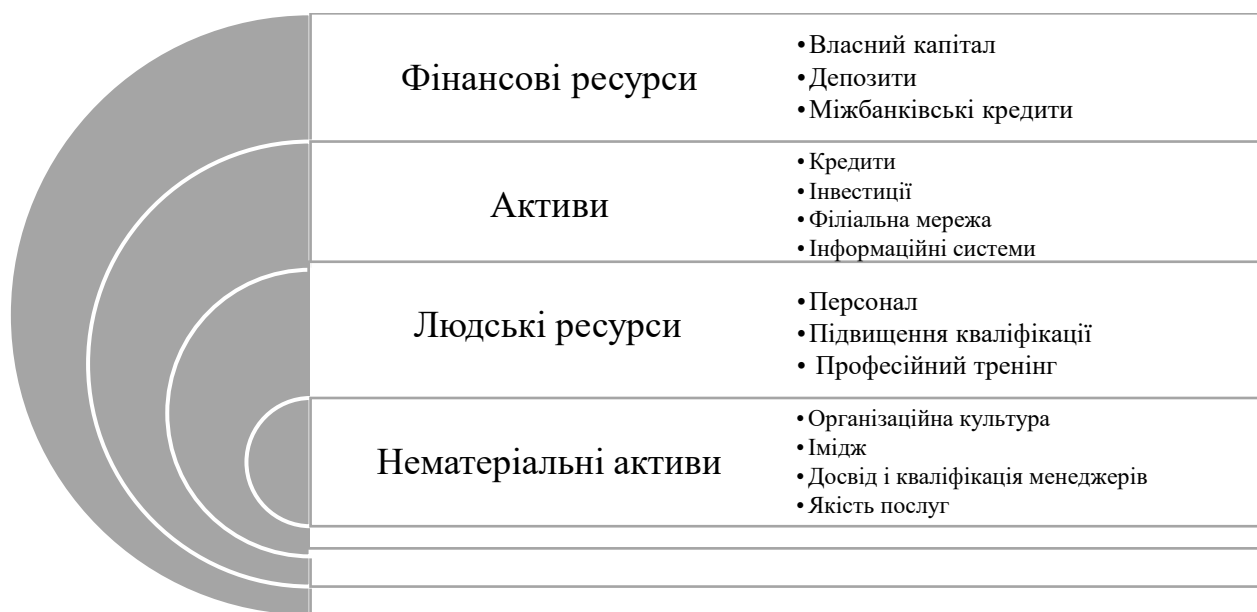 Фінансові ресурси
•Власний капітал
•Депозити
•Міжбанківські кредити
Активи
•Кредити
•Інвестиції
•Філіальна мережа
•Інформаційні системи
Людські ресурси
•Персонал
•Підвищення кваліфікації
• Професійний тренінг
Нематеріальні активи
•Організаційна культура
•Імідж
•Досвід і кваліфікація менеджерів
•Якість послуг